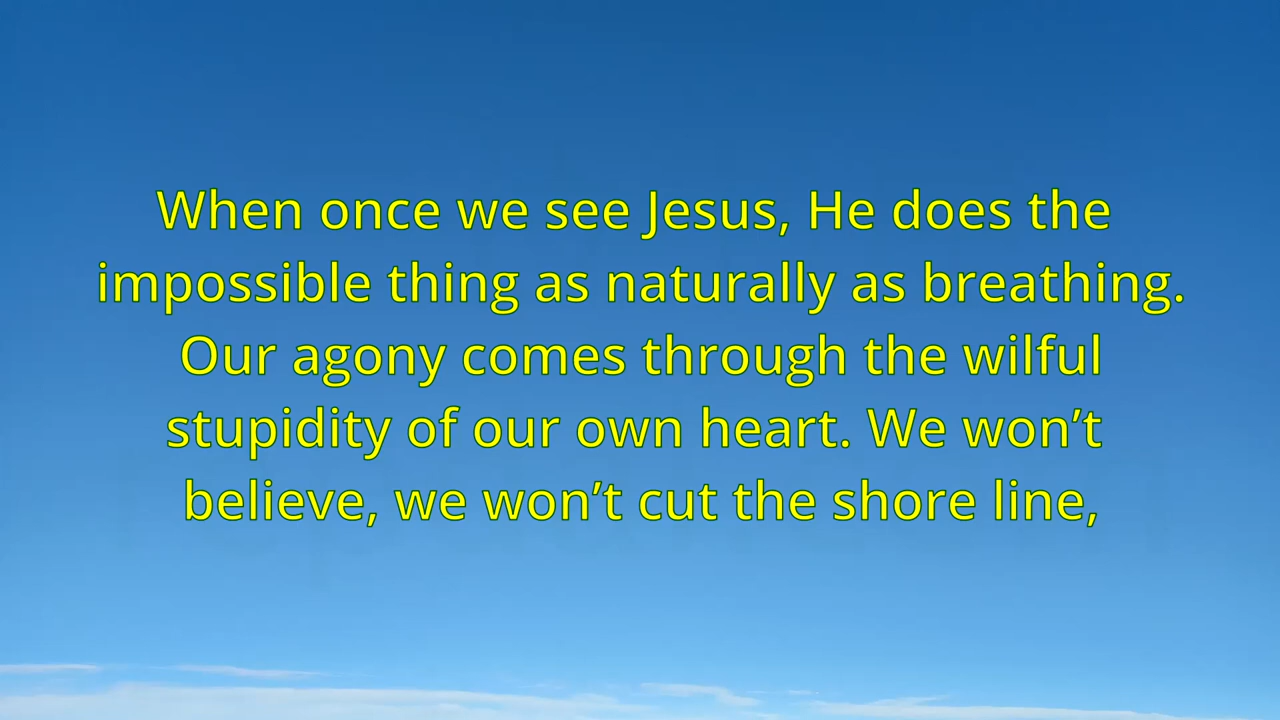 When once we see Jesus, He does the
impossible thing as naturally as breathing.
Our agony comes through the wilful
stupidity of our own heart. We won’t
believe, we won’t cut the shore line,